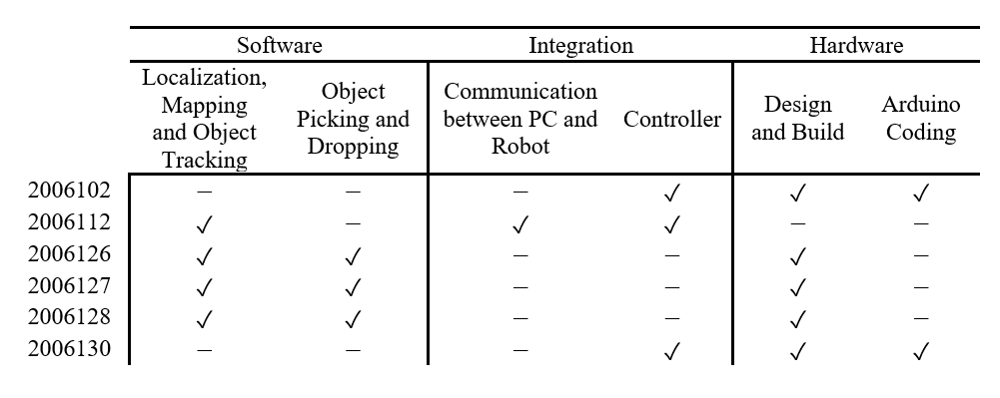 Software Integration Hardware
Localization, Mapping and Object Tracking Object Picking and Dropping Communication between PC and Robot Controller Design and Build Arduino Coding
2006102 – – – ✓ ✓ ✓
2006112 ✓ – ✓ ✓ – –
2006126 ✓ ✓ – – ✓ –
2006127 ✓ ✓ – – ✓ –
2006128 ✓ ✓ – – ✓ –
2006130 – – – ✓ ✓ ✓